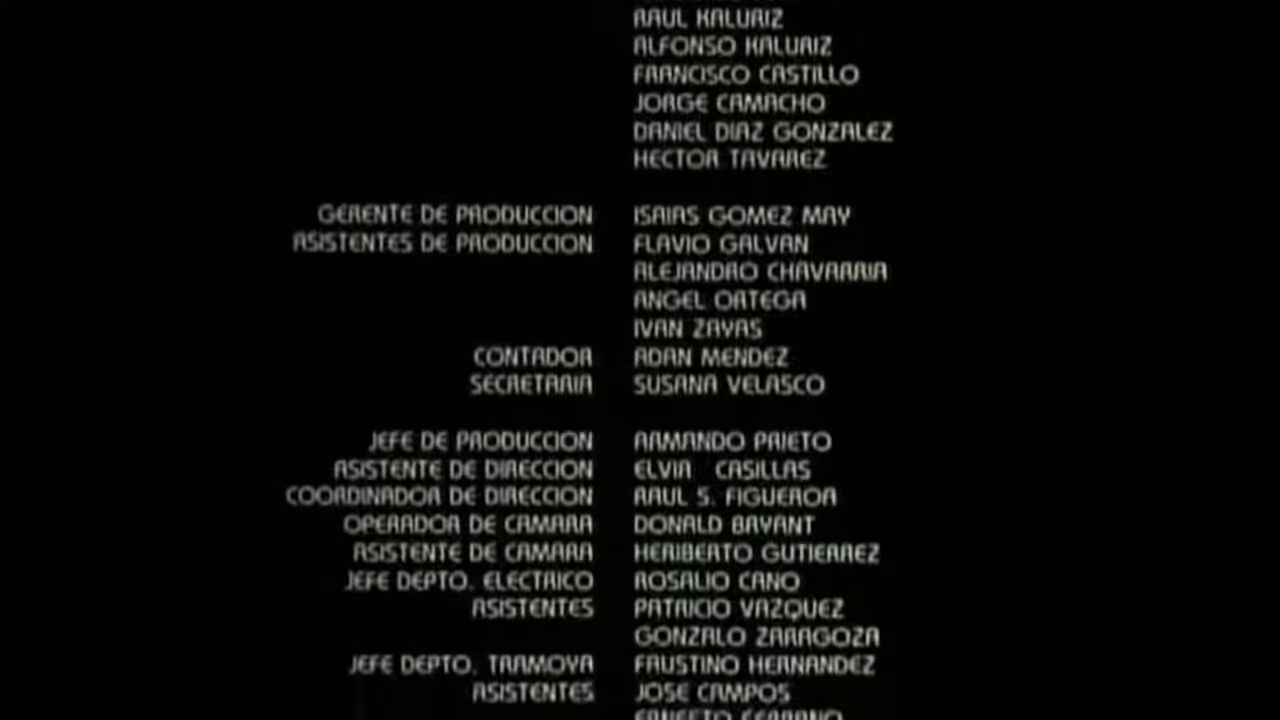 RAUL KALURIZ
ALFONSO KALURIZ
FRANCISCO CASTILLO
JORGE CAMACHO
DANIEL DIAZ GONZALEZ
HECTOR TAVAREZ
GERENTE DE PRODUCCION ISAIAS GOMEZ MAY
ASISTENTES DE PRODUCCION FLAVIO GALVAN
ALEJANDRO CHAVARRIA
ANGEL ORTEGA
IVAN ZAYAS
CONTADOR ADAN MENDEZ
SECRETARIA SUSANA VELASCO
JEFE DE PRODUCCION ARMANDO PRIETO
ASISTENTE DE DIRECCION ELVIA CASILLAS
COORDINADOR DE DIRECCION RAUL S. FIGUEROA
OPERADOR DE CAMARA DONALD BRYANT
ASISTENTE DE CAMARA HERIBERTO GUTIERREZ
JEFE DEPTO. ELECTRICO ROSALIO CANO
ASISTENTES PATRICIO VAZQUEZ
GONZALO ZARAGOZA
JEFE DEPTO. TRAMOYA FAUSTINO HERNANDEZ
ASISTENTES JOSE CAMPOS
ERNESTO SERRANO